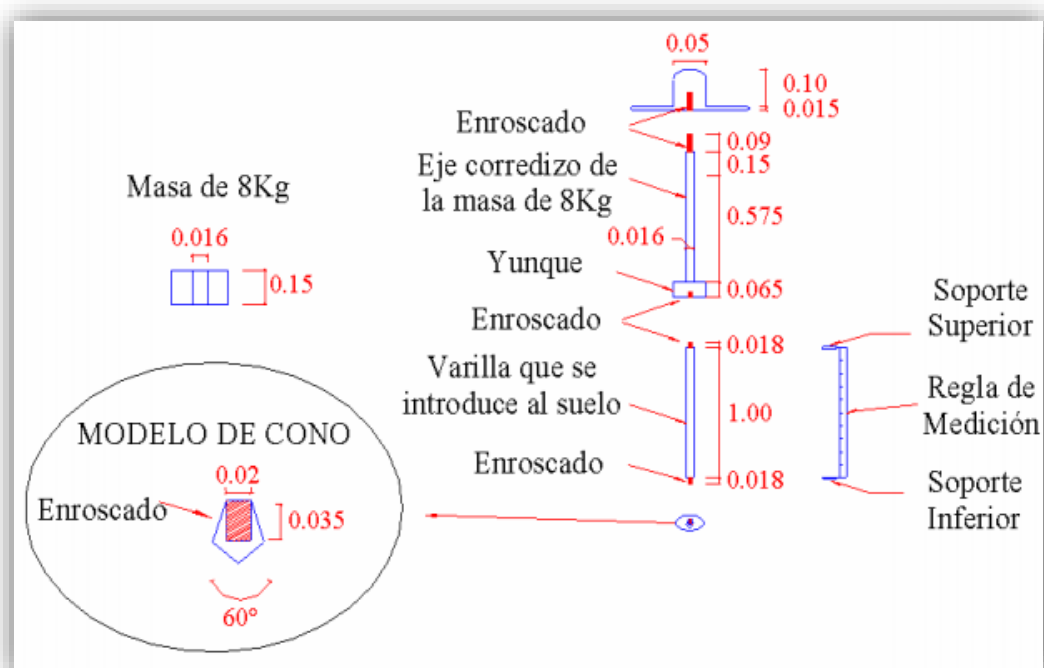 0.05
0.10
0.015
Enroscado
0.09
Eje corredizo de
la masa de 8Kg
0.15
0.575
0.016
Yunque
0.065
Enroscado
Masa de 8Kg
0.016
0.15
0.018
Varilla que se
introduce al suelo
1.00
Enroscado
0.018
Soporte
Superior
Regla de
Medición
Soporte
Inferior
MODELO DE CONO
0.02
Enroscado
0.035
60°